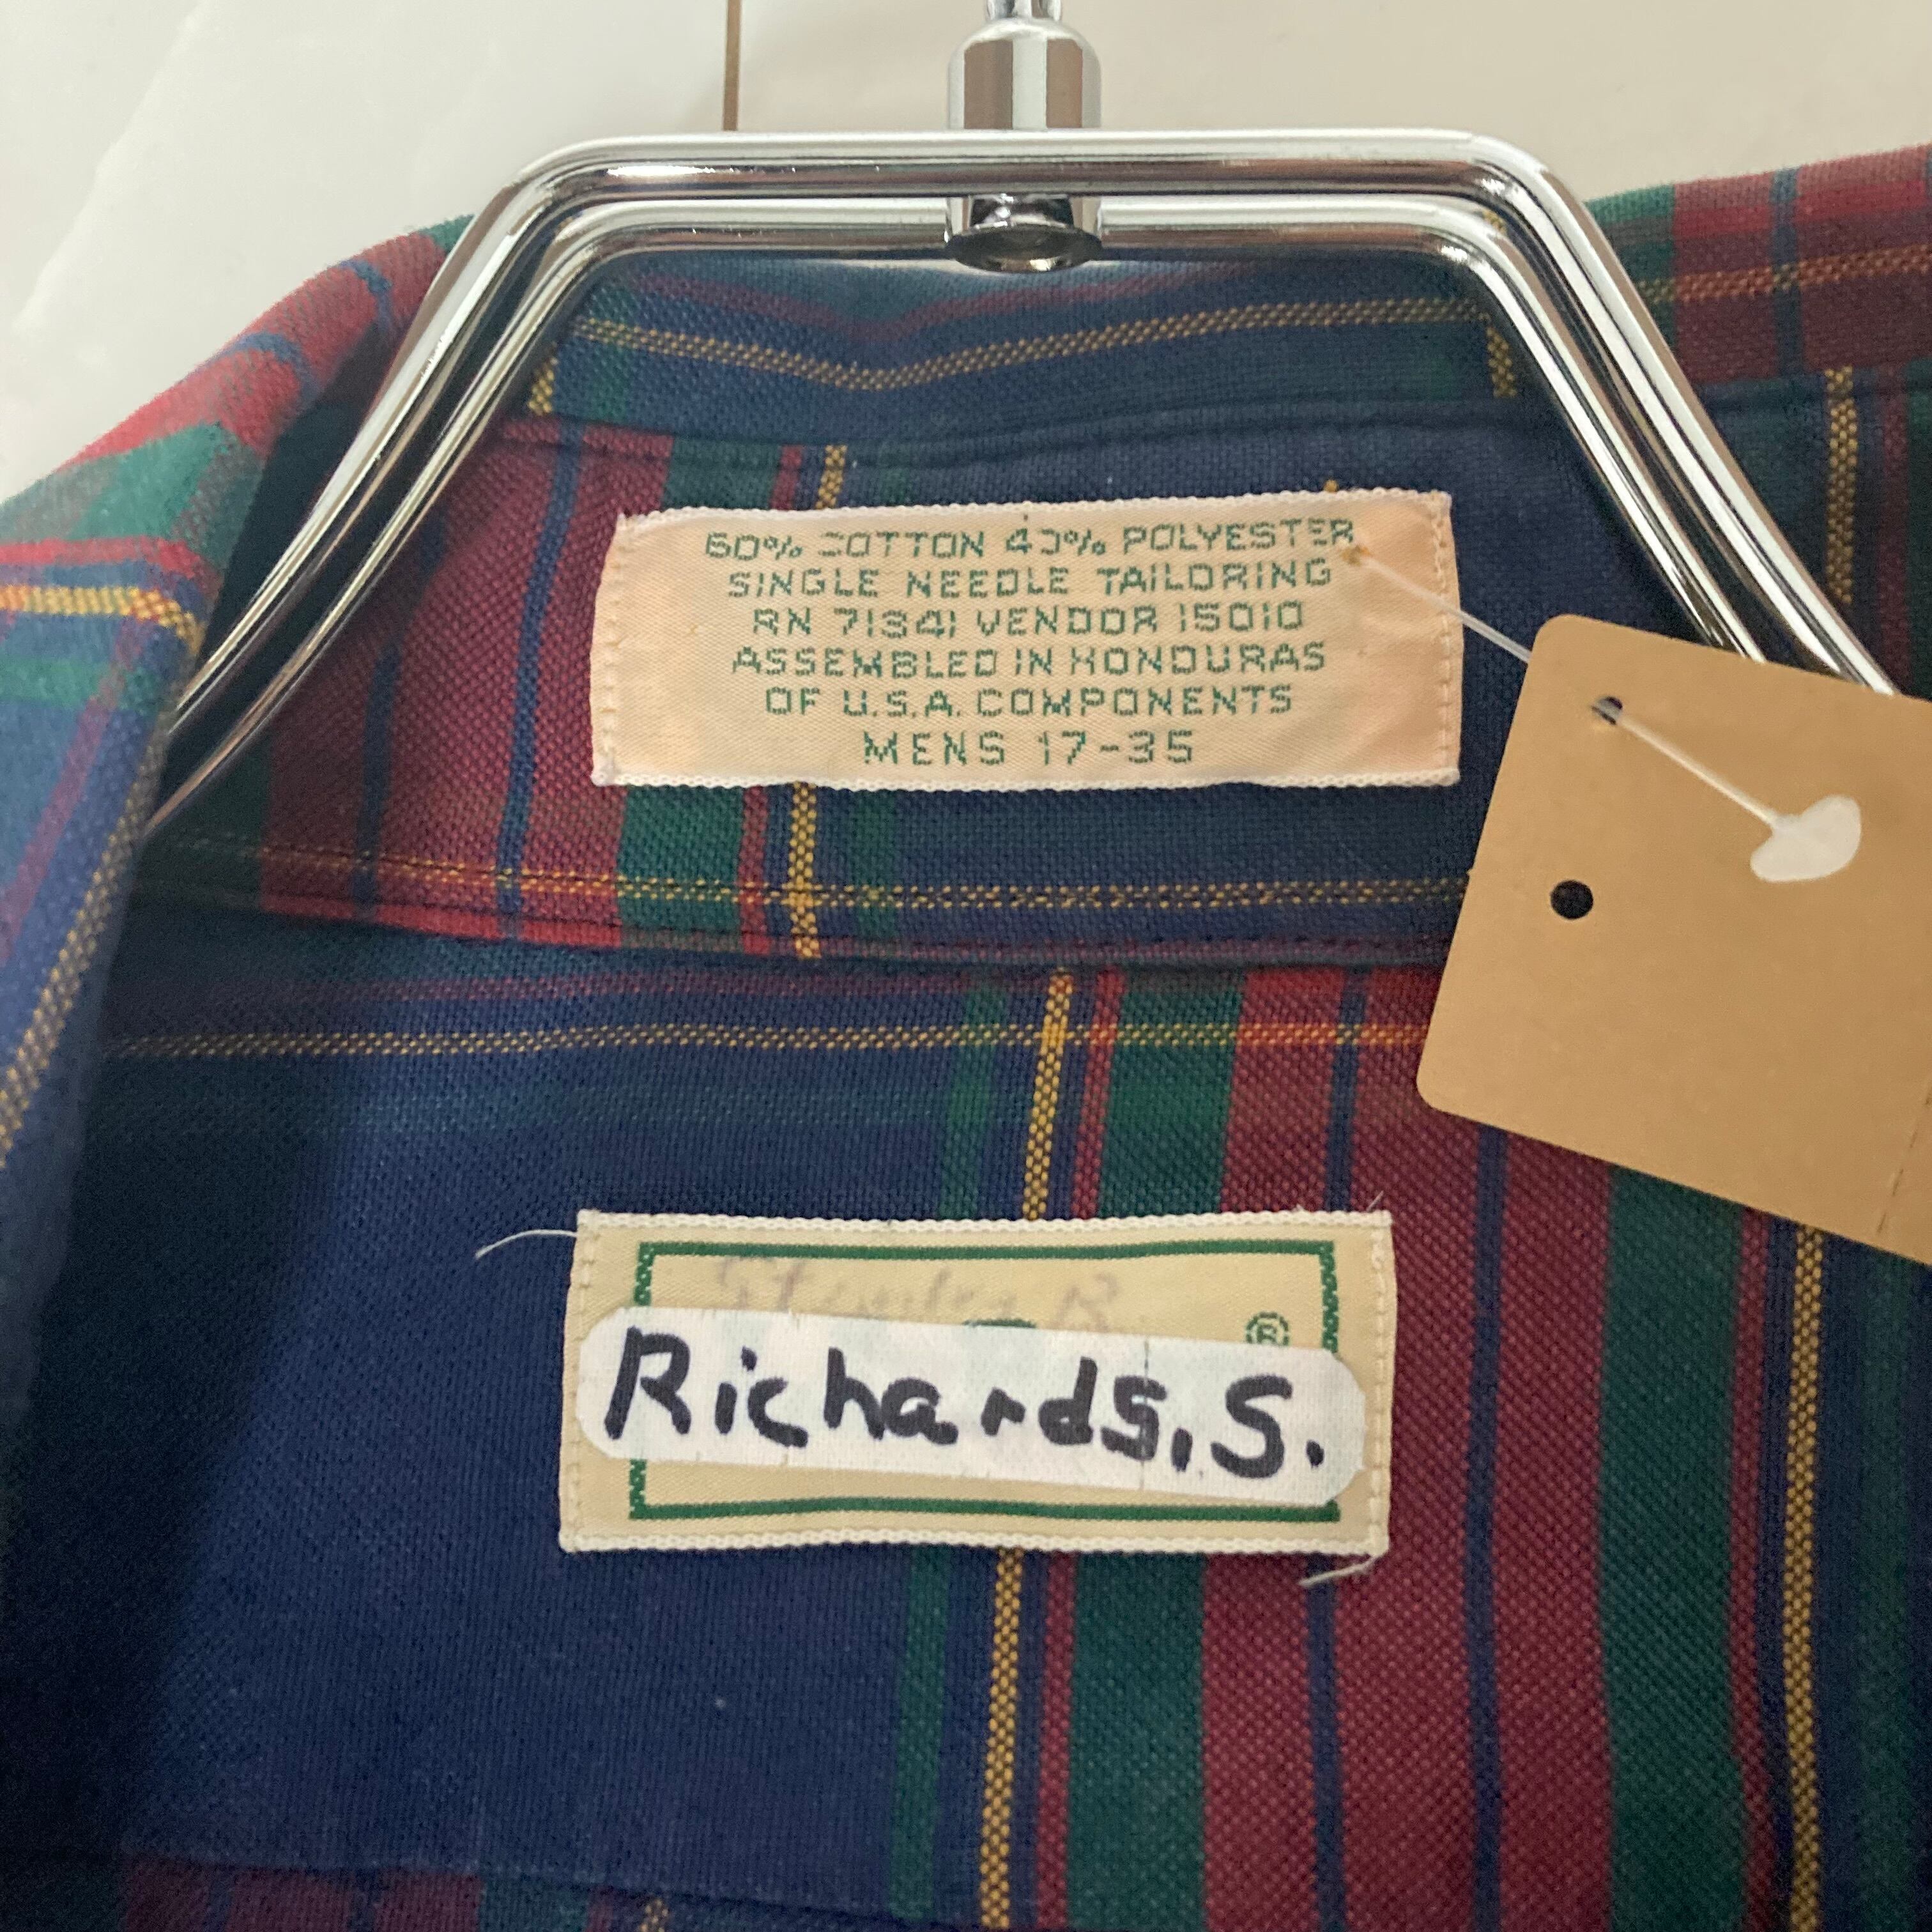 60% COTTON 40% POLYESTER
SINGLE NEEDLE TAILORING
RN 71341 VENDOR 15010
ASSEMBLED IN HONDURAS
OF U.S.A. COMPONENTS
MENS 17-35
®
Richards, S.